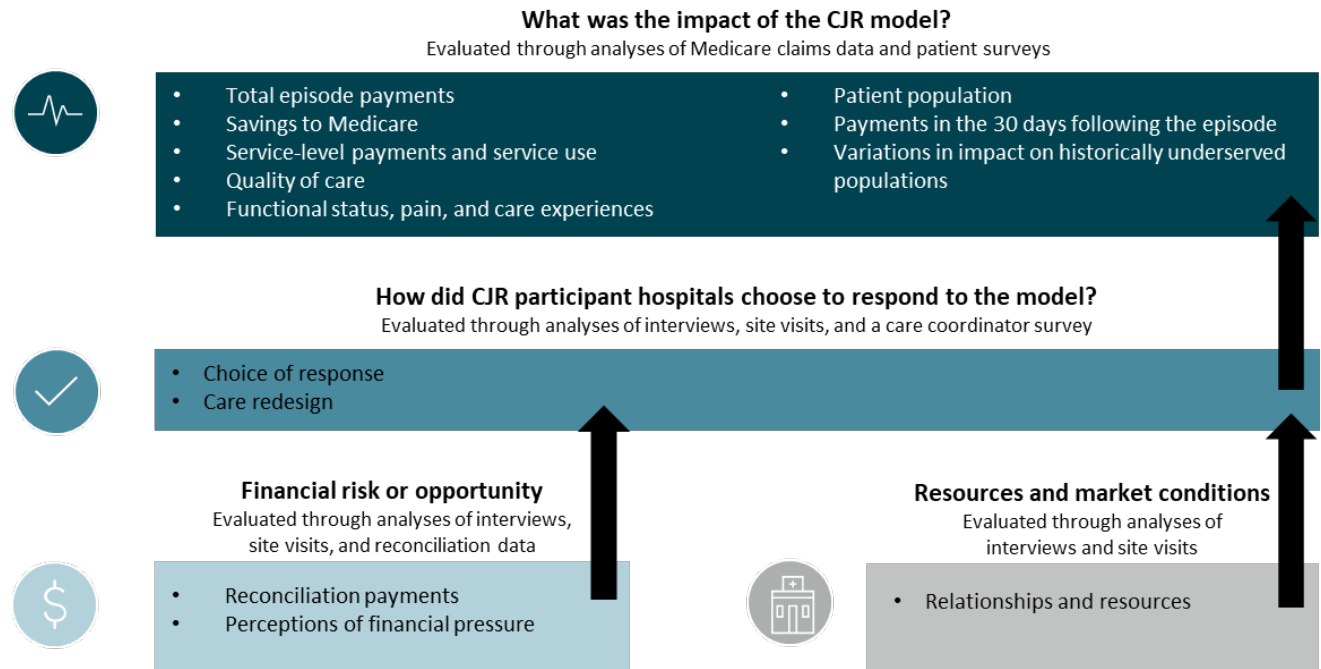 What was the impact of the CJR model?
Evaluated through analyses of Medicare claims data and patient surveys
• Total episode payments
• Savings to Medicare
• Service-level payments and service use
• Quality of care
• Functional status, pain, and care experiences
• Patient population
• Payments in the 30 days following the episode
• Variations in impact on historically underserved
populations
How did CJR participant hospitals choose to respond to the model?
Evaluated through analyses of interviews, site visits, and a care coordinator survey
• Choice of response
• Care redesign
Financial risk or opportunity
Evaluated through analyses of interviews,
site visits, and reconciliation data
$
• Reconciliation payments
• Perceptions of financial pressure
Resources and market conditions
Evaluated through analyses of
interviews and site visits
• Relationships and resources